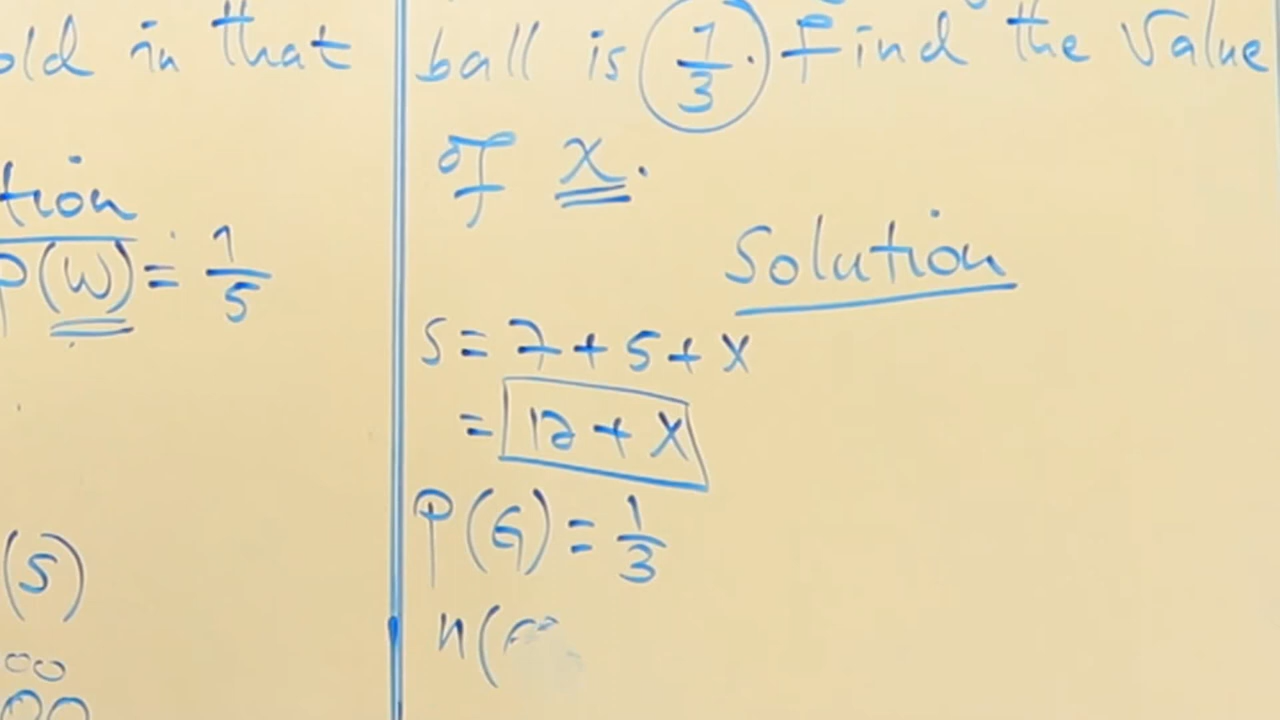 old in that
tion
P(W) = 1/5
(S)
ball is 1/3. Find the Value
of x.
Solution
S = 7 + 5 + x
= 12 + x
P(G) = 1/3
n(